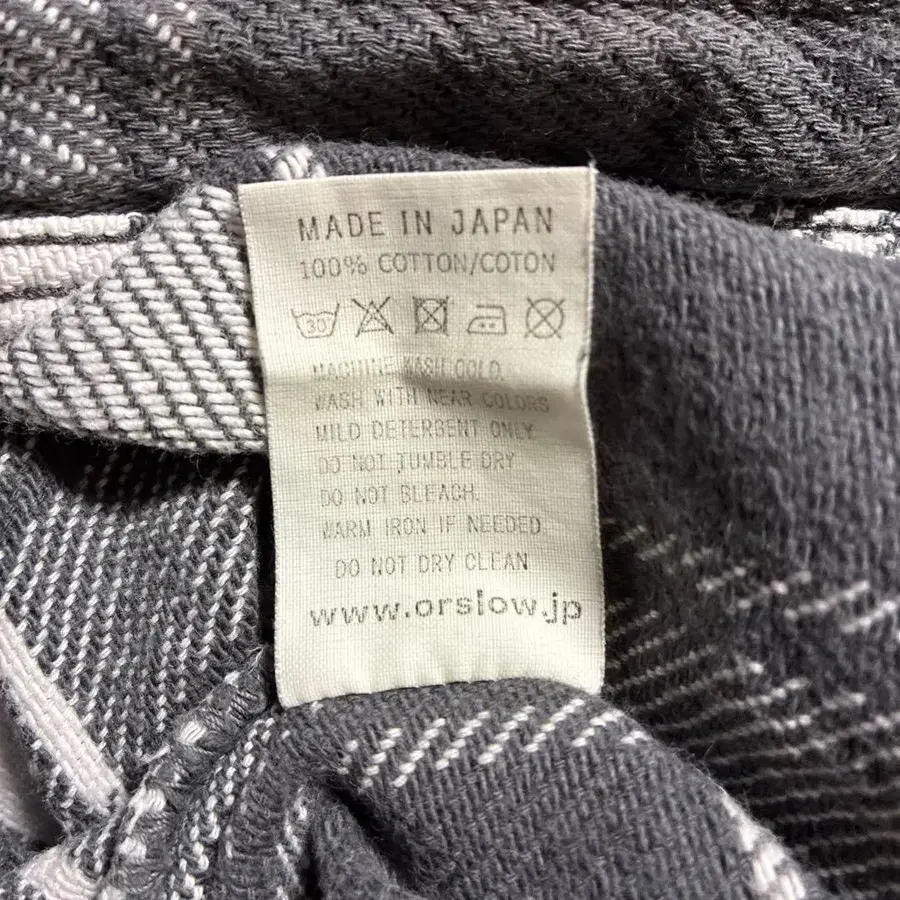 MADE IN JAPAN
100% COTTON/COTON
30
MACHINE WASH COLD.
WASH WITH NEAR COLORS
MILD DETERGENT ONLY
DO NOT TUMBLE DRY
DO NOT BLEACH.
WARM IRON IF NEEDED
DO NOT DRY CLEAN
www.orslow.jp